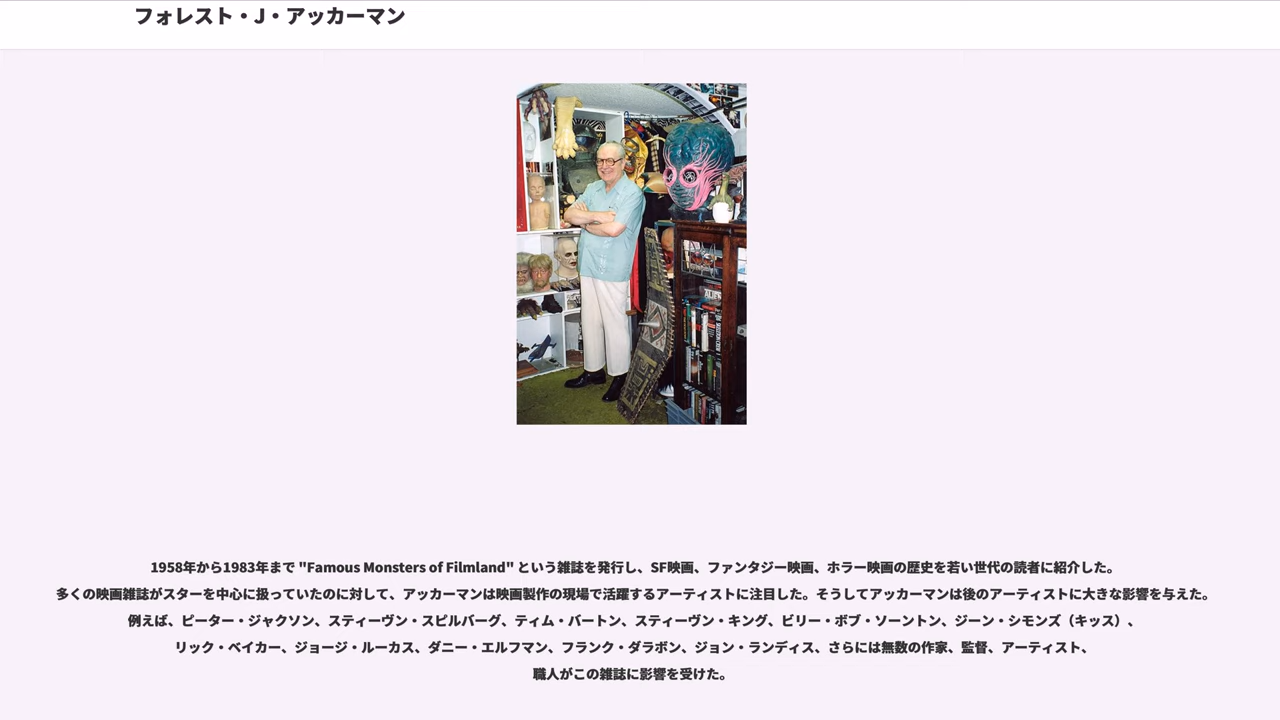 フォレスト・J・アッカーマン
1958年から1983年まで "Famous Monsters of Filmland" という雑誌を発行し、SF映画、ファンタジー映画、ホラー映画の歴史を若い世代の読者に紹介した。
多くの映画雑誌がスターを中心に扱っていたのに対して、アッカーマンは映画製作の現場で活躍するアーティストに注目した。そうしてアッカーマンは後のアーティストに大きな影響を与えた。
例えば、ピーター・ジャクソン、スティーヴン・スピルバーグ、ティム・バートン、スティーヴン・キング、ビリー・ボブ・ソーントン、ジーン・シモンズ（キッス）、
リック・ベイカー、ジョージ・ルーカス、ダニー・エルフマン、フランク・ダラボン、ジョン・ランディス、さらには無数の作家、監督、アーティスト、
職人がこの雑誌に影響を受けた。